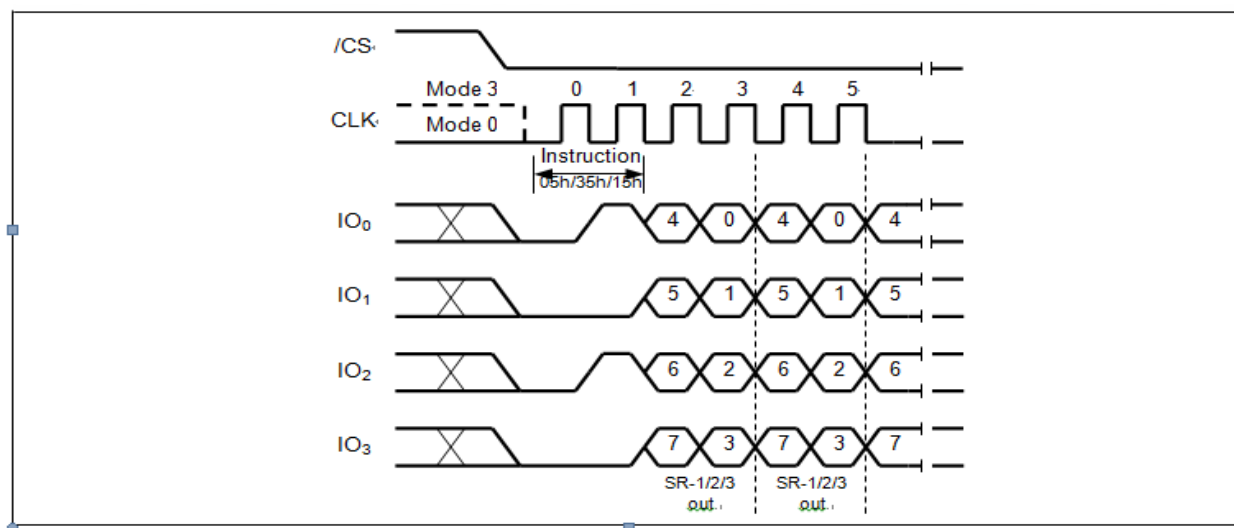 /CS
Mode 3 0 1 2 3 4 5
CLK Mode 0
Instruction
05h/35h/15h
IO0 4 0 4 0 4
IO1 5 1 5 1 5
IO2 6 2 6 2 6
IO3 7 3 7 3 7
SR-1/2/3 SR-1/2/3
out out